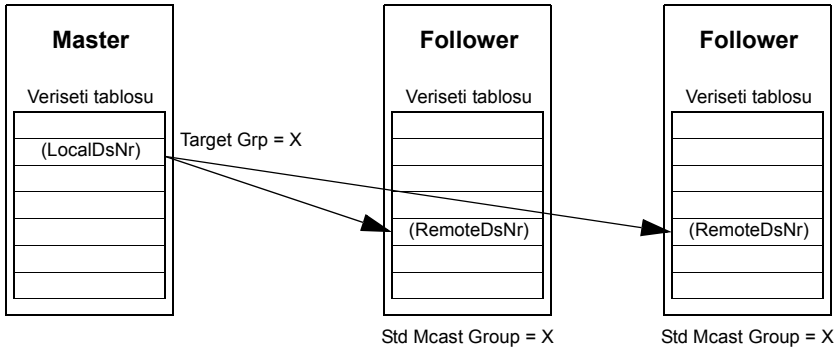 Master
Follower
Follower
Veriseti tablosu
Veriseti tablosu
Veriseti tablosu
Target Grp = X
(LocalDsNr)
(RemoteDsNr)
(RemoteDsNr)
Std Mcast Group = X
Std Mcast Group = X